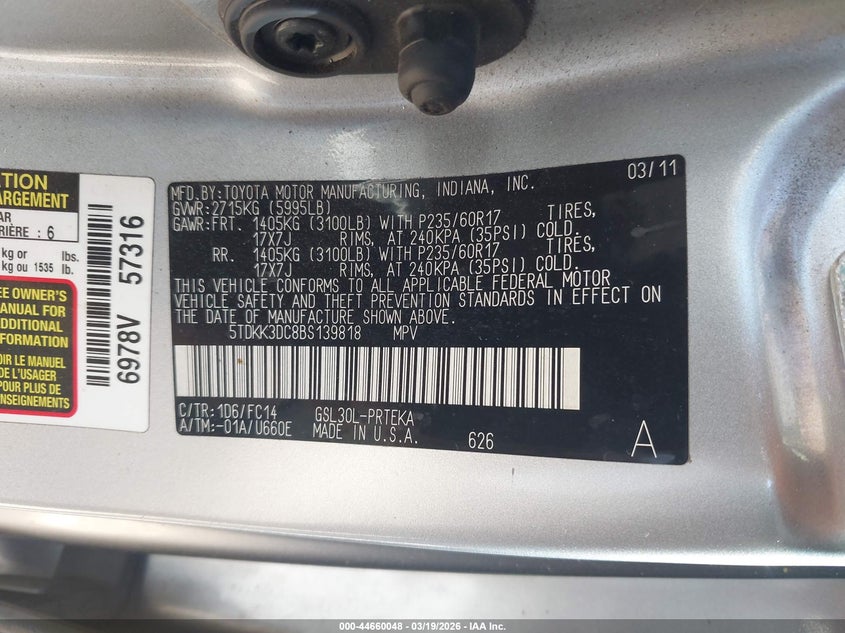 TION
ARGEMENT
AR
RIÈRE : 6
kg or lbs.
kg ou 1535 lb.
EE OWNER'S
MANUAL FOR
ADDITIONAL
INFORMATION
R LE MANUEL
POUR PLUS DE
ENSEIGNEMENTS
6978V 57316
03/11
MFD.BY:TOYOTA MOTOR MANUFACTURING, INDIANA, INC.
GVWR:2715KG (5995LB)
GAWR:FRT. 1405KG (3100LB) WITH P235/60R17 TIRES,
17X7J RIMS, AT 240KPA (35PSI) COLD.
RR. 1405KG (3100LB) WITH P235/60R17 TIRES,
17X7J RIMS, AT 240KPA (35PSI) COLD.
THIS VEHICLE CONFORMS TO ALL APPLICABLE FEDERAL MOTOR
VEHICLE SAFETY AND THEFT PREVENTION STANDARDS IN EFFECT ON
THE DATE OF MANUFACTURE SHOWN ABOVE.
5TDKK3DC8BS139818 MPV
C/TR:1D6/FC14 GSL30L-PRTEKA
A/TM:-01A/U660E MADE IN U.S.A. 626 A
000-44660048 | 03/19/2026 | IAA Inc.